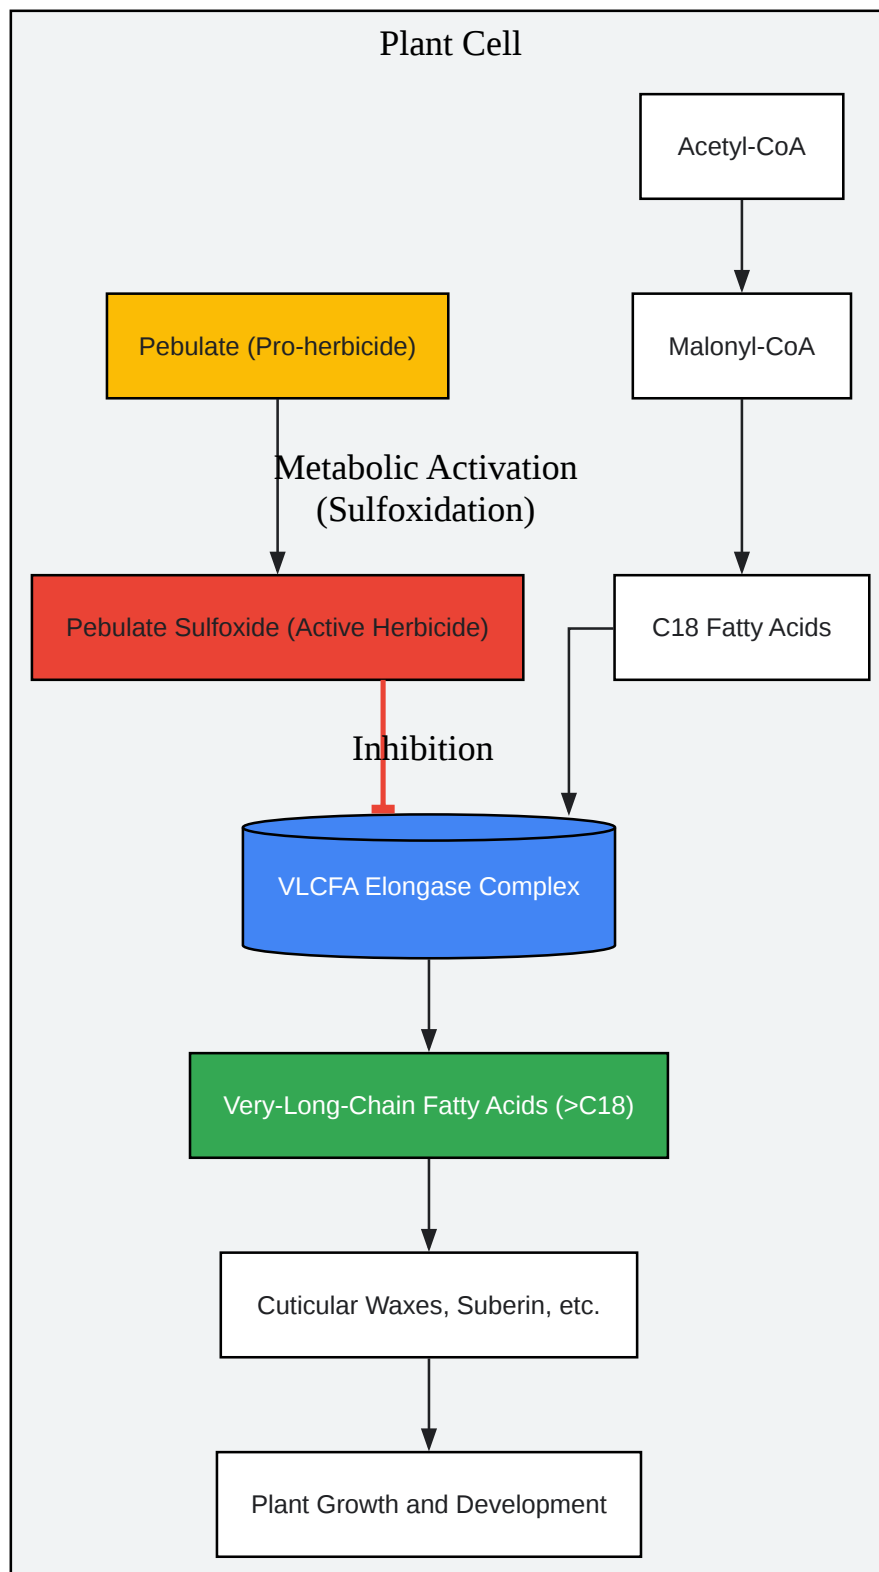 Plant Cell
Acetyl-CoA
Pebulate (Pro-herbicide)
Malonyl-CoA
Metabolic Activation
(Sulfoxidation)
Pebulate Sulfoxide (Active Herbicide)
C18 Fatty Acids
Inhibition
VLCFA Elongase Complex
Very-Long-Chain Fatty Acids (>C18)
Cuticular Waxes, Suberin, etc.
Plant Growth and Development